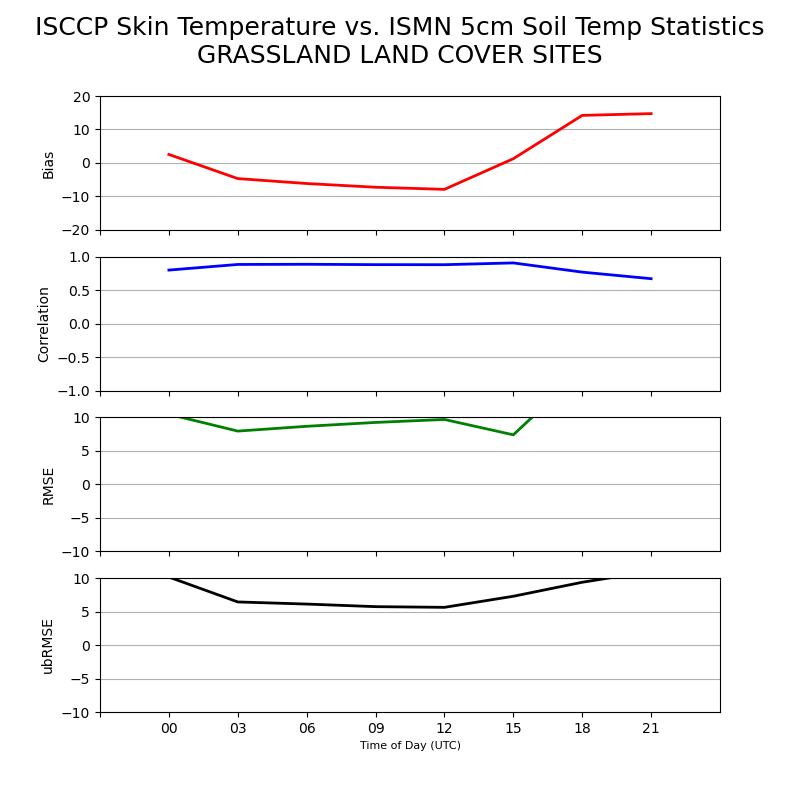 ISCCP Skin Temperature vs. ISMN 5cm Soil Temp Statistics
GRASSLAND LAND COVER SITES
20
10
0
−10
−20
Bias
1.0
0.5
0.0
−0.5
−1.0
Correlation
10
5
0
−5
−10
RMSE
10
5
0
−5
−10
ubRMSE
00 03 06 09 12 15 18 21
Time of Day (UTC)